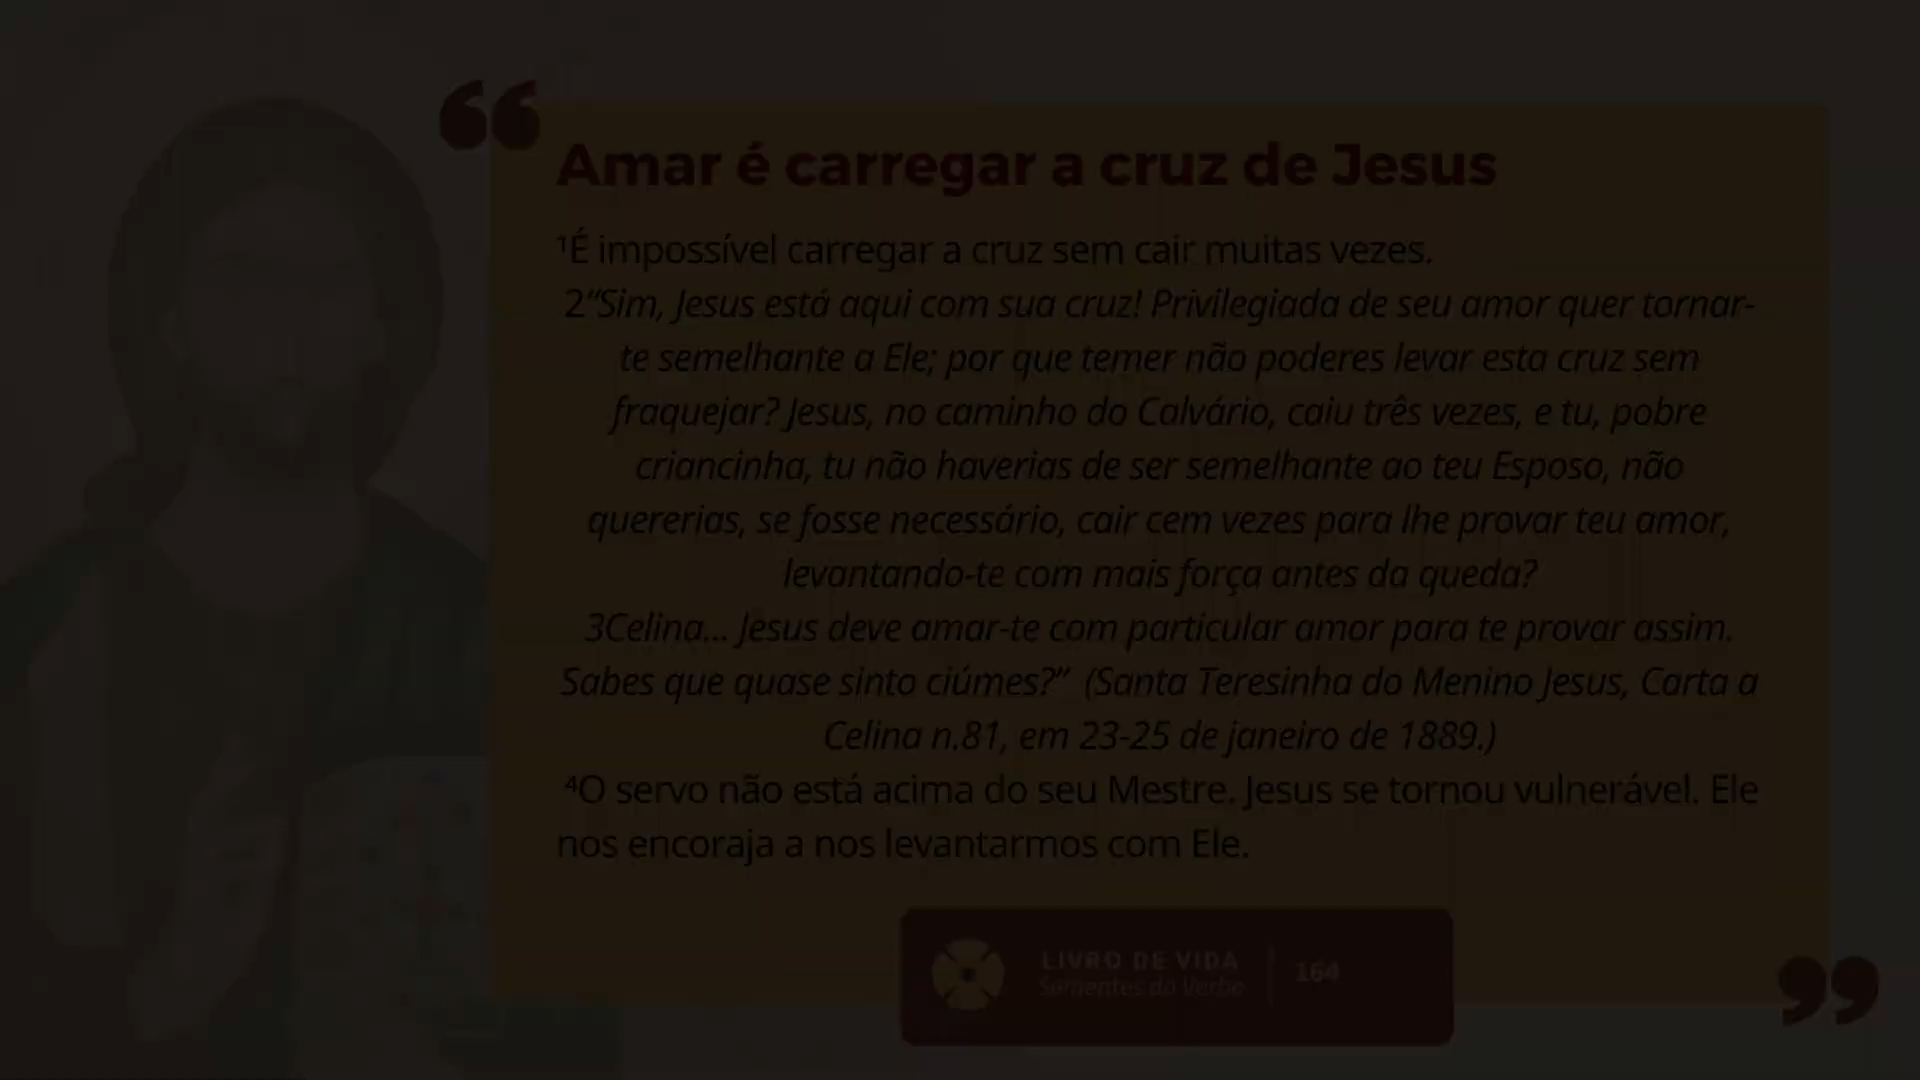 “
Amar é carregar a cruz de Jesus
¹É impossível carregar a cruz sem cair muitas vezes.
2“Sim, Jesus está aqui com sua cruz! Privilegiada de seu amor quer tornar-
te semelhante a Ele; por que temer não poderes levar esta cruz sem
fraquejar? Jesus, no caminho do Calvário, caiu três vezes, e tu, pobre
criancinha, tu não haverias de ser semelhante ao teu Esposo, não
quererias, se fosse necessário, cair cem vezes para lhe provar teu amor,
levantando-te com mais força antes da queda?
3Celina... Jesus deve amar-te com particular amor para te provar assim.
Sabes que quase sinto ciúmes?” (Santa Teresinha do Menino Jesus, Carta a
Celina n.81, em 23-25 de janeiro de 1889.)
⁴O servo não está acima do seu Mestre. Jesus se tornou vulnerável. Ele
nos encoraja a nos levantarmos com Ele.
LIVRO DE VIDA
Sementes do Verbo
164
”